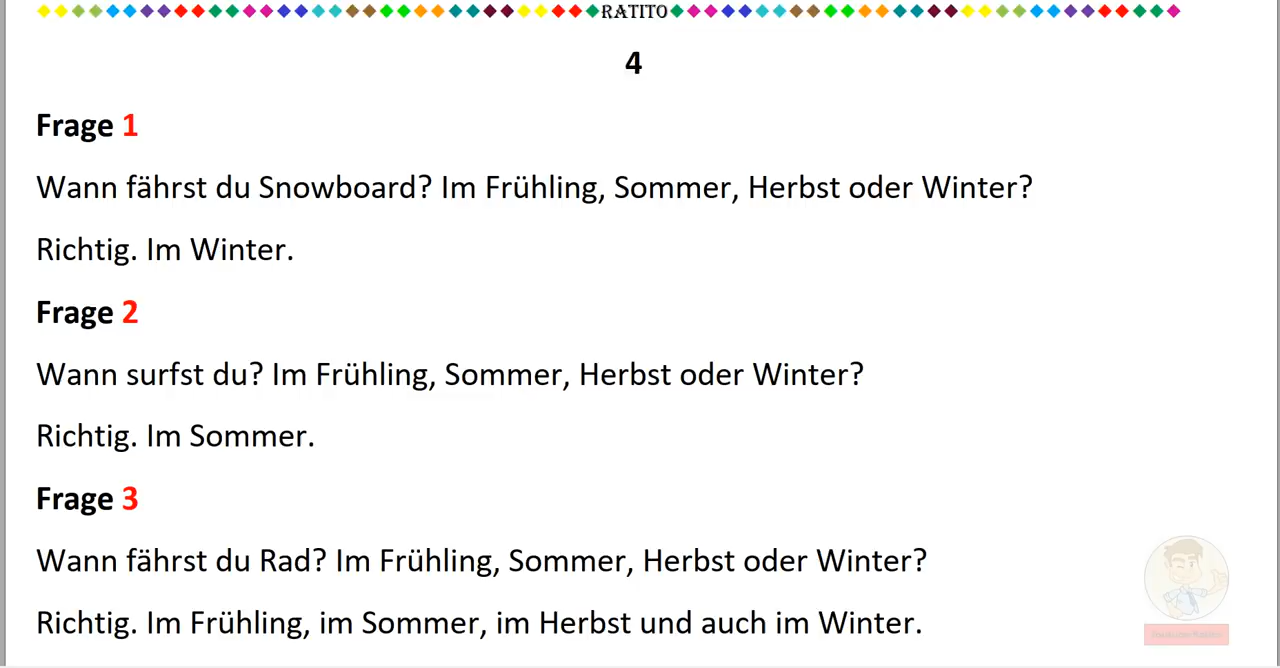 RATITO
4
Frage 1
Wann fährst du Snowboard? Im Frühling, Sommer, Herbst oder Winter?
Richtig. Im Winter.
Frage 2
Wann surfst du? Im Frühling, Sommer, Herbst oder Winter?
Richtig. Im Sommer.
Frage 3
Wann fährst du Rad? Im Frühling, Sommer, Herbst oder Winter?
Richtig. Im Frühling, im Sommer, im Herbst und auch im Winter.